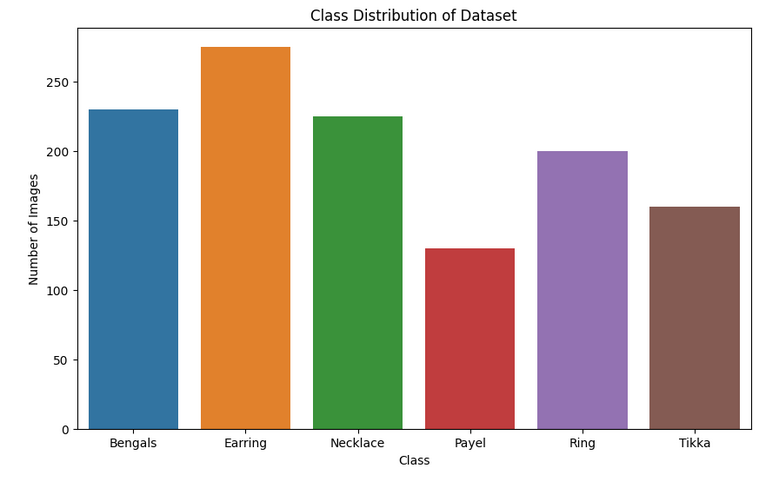 Class Distribution of Dataset
Number of Images
250
200
150
100
50
0
Bengals Earring Necklace Payel Ring Tikka
Class